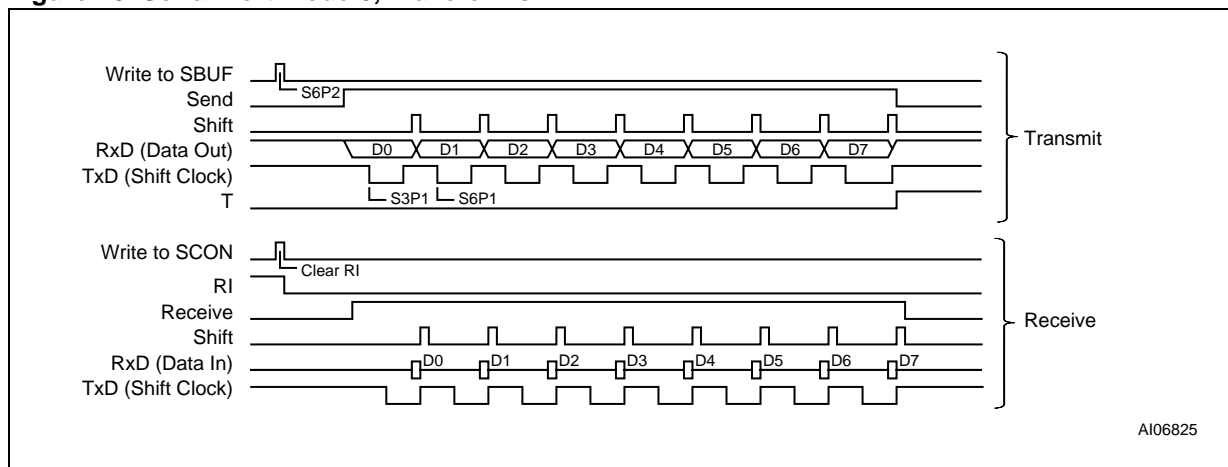 Write to SBUF
S6P2
Send
Shift
RxD (Data Out)
D0 D1 D2 D3 D4 D5 D6 D7
TxD (Shift Clock)
S3P1 S6P1
T
Transmit
Write to SCON
Clear RI
RI
Receive
Shift
RxD (Data In)
D0 D1 D2 D3 D4 D5 D6 D7
TxD (Shift Clock)
Receive
AI06825